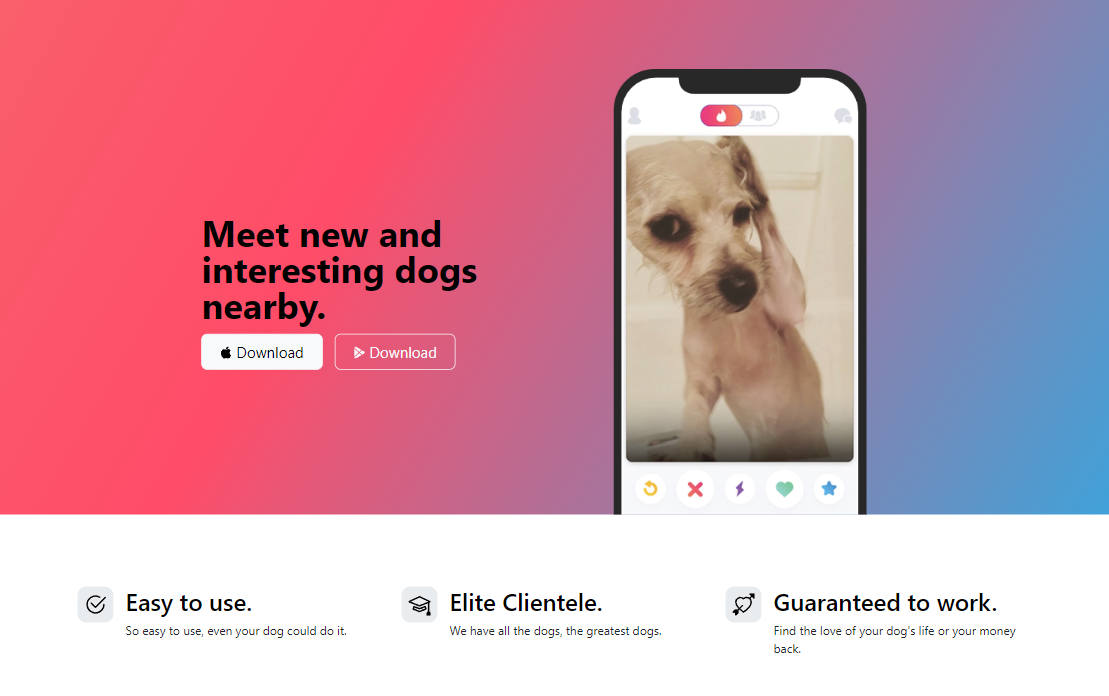 Meet new and
interesting dogs
nearby.
Download
Download
Easy to use.
So easy to use, even your dog could do it.
Elite Clientele.
We have all the dogs, the greatest dogs.
Guaranteed to work.
Find the love of your dog's life or your money
back.